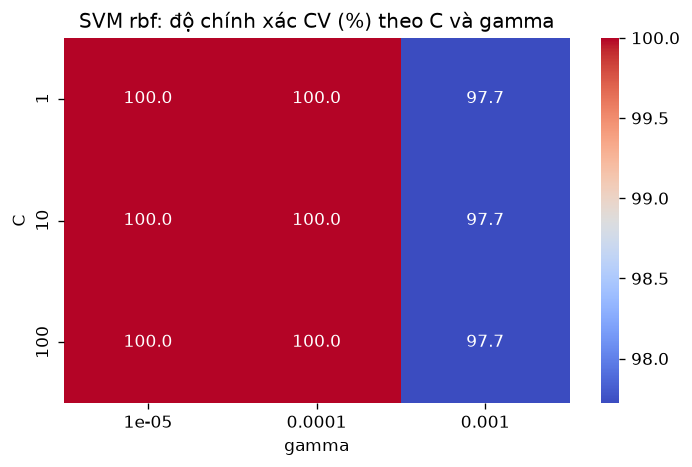 SVM rbf: độ chính xác CV (%) theo C và gamma
100.0 100.0 97.7
100.0 100.0 97.7
100.0 100.0 97.7
1
10
100
C
1e-05 0.0001 0.001
gamma
100.0
99.5
99.0
98.5
98.0